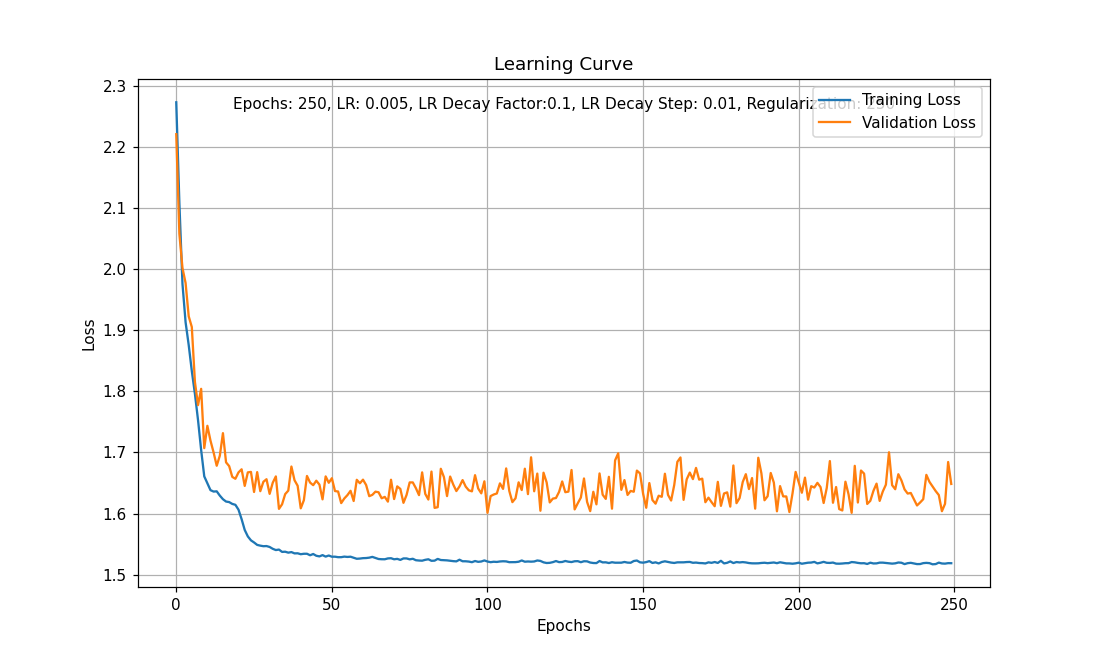 Learning Curve
2.3
2.2
2.1
2.0
1.9
1.8
1.7
1.6
1.5
Loss
Epochs: 250, LR: 0.005, LR Decay Factor:0.1, LR Decay Step: 0.01, Regularization: 250
Training Loss
Validation Loss
0 50 100 150 200 250
Epochs